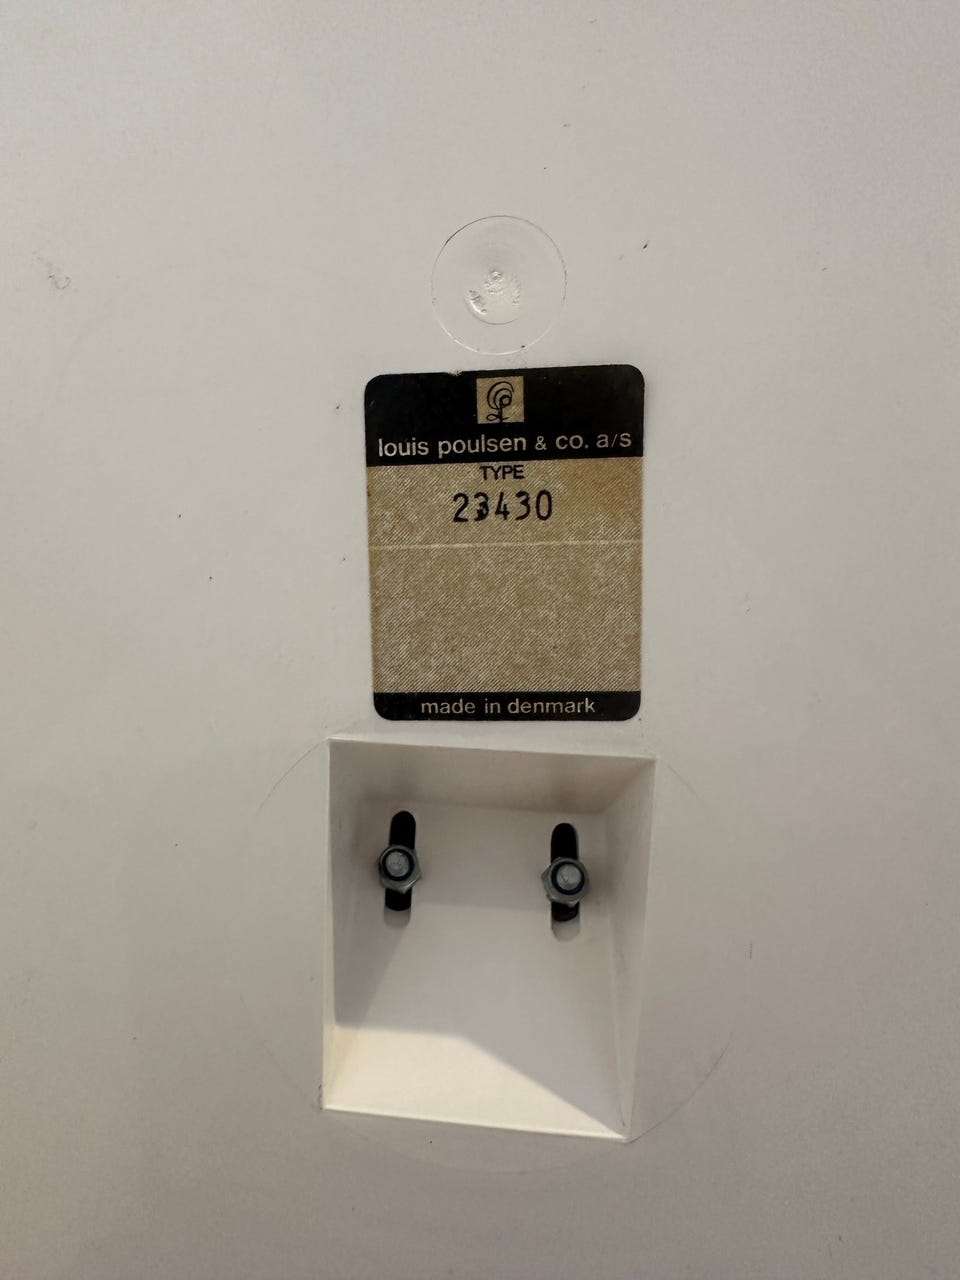 louis poulsen & co. a/s
TYPE
23430
made in denmark